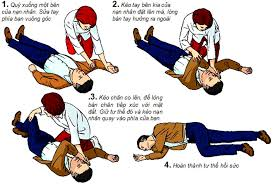 1. Quỳ xuống một bên
của nạn nhân. Sửa tay
phía bạn vuông góc
2. Kéo tay bên kia của
nạn nhân đặt lên má, lòng
bàn tay hướng ra ngoài
3. Kéo chân co lên, để lòng
bàn chân tiếp xúc với mặt
đất. Giữ tư thế đó và kéo nạn
nhân quay vào phía của bạn
4. Hoàn thành tư thế hồi sức